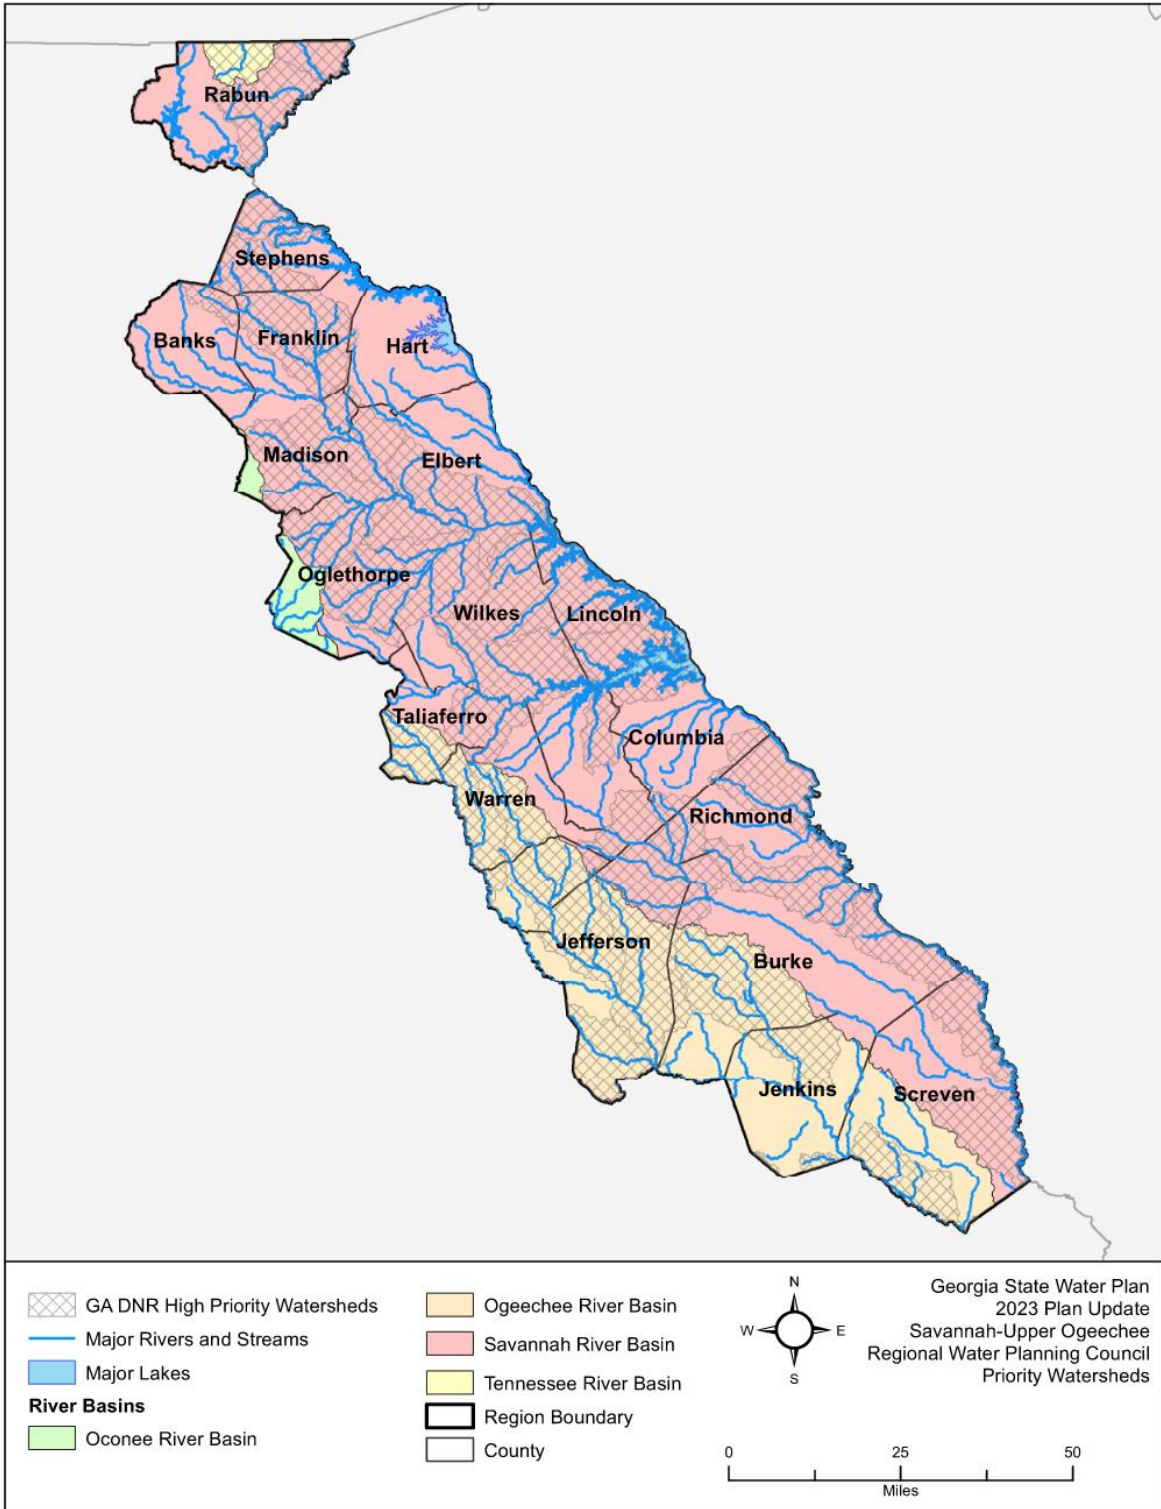 Rabun
Stephens
Banks
Franklin
Hart
Madison
Elbert
Oglethorpe
Wilkes
Lincoln
Taliaferro
Columbia
Warren
Richmond
Jefferson
Burke
Jenkins
Screven
GA DNR High Priority Watersheds
Major Rivers and Streams
Major Lakes
River Basins
Oconee River Basin
Ogeechee River Basin
Savannah River Basin
Tennessee River Basin
Region Boundary
County
N
W
E
S
Georgia State Water Plan
2023 Plan Update
Savannah-Upper Ogeechee
Regional Water Planning Council
Priority Watersheds
0 25 50
Miles